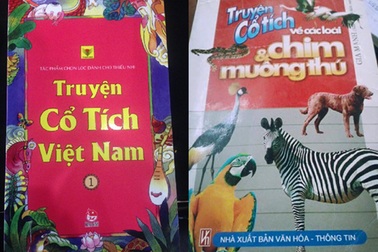 TÁC PHẨM CHỌN LỌC DÀNH CHO THIẾU NHI
Truyện
Cổ Tích
Việt Nam
1
Truyện
Cổ tích
về các loài
chim
& muông thú
NHÀ XUẤT BẢN VĂN HÓA - THÔNG TIN